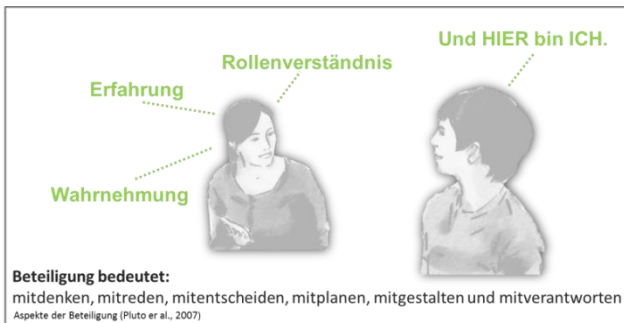 Und HIER bin ICH.
Rollenverständnis
Erfahrung
Wahrnehmung
Beteiligung bedeutet:
mitdenken, mitreden, mitentscheiden, mitplanen, mitgestalten und mitverantworten
Aspekte der Beteiligung (Pluto er al., 2007)